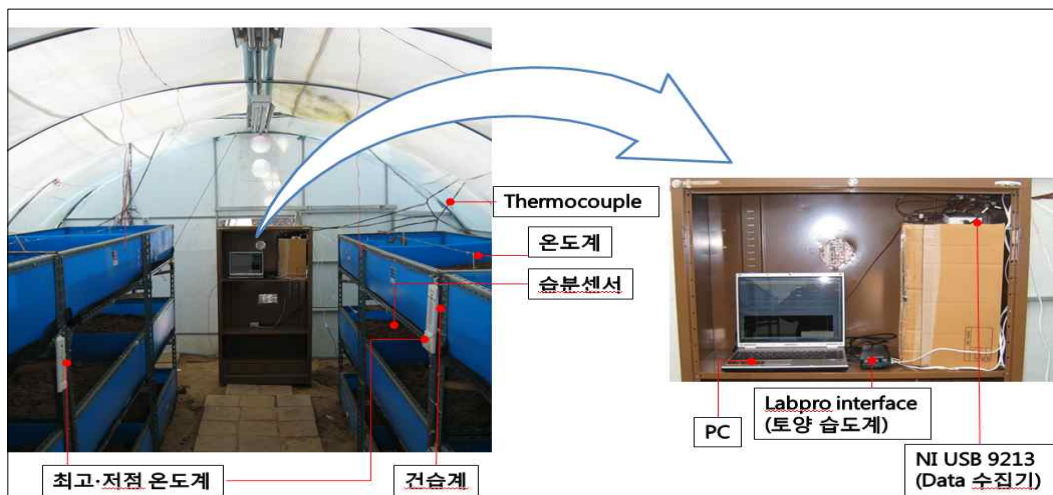 Thermocouple
온도계
습분센서
최고·저점 온도계
건습계
PC
Labpro interface
(토양 습도계)
NI USB 9213
(Data 수집기)